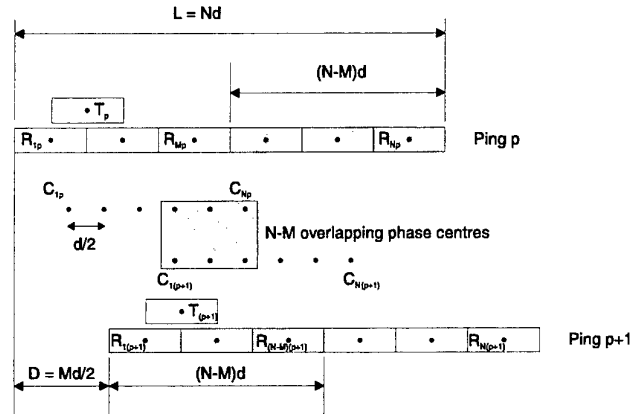 L = Nd
(N-M)d
T_p
R_1p R_Mp R_Np Ping p
C_1p C_Np
d/2
N-M overlapping phase centres
C_1(p+1) C_N(p+1)
T_(p+1)
R_1(p+1) R_(N-M)(p+1) R_N(p+1) Ping p+1
D = Md/2 (N-M)d